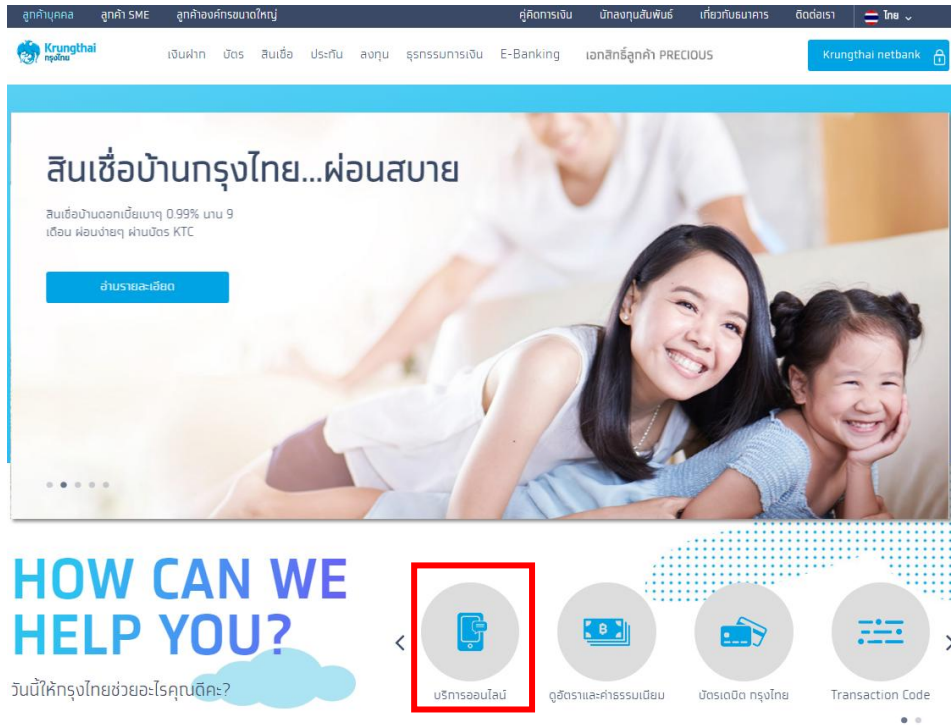 ลูกค้าบุคคล ลูกค้า SME ลูกค้าองค์กรขนาดใหญ่ คู่คิดการเงิน นักลงทุนสัมพันธ์ เกี่ยวกับธนาคาร ติดต่อเรา ไทย
Krungthai
กรุงไทย
เงินฝาก บัตร สินเชื่อ ประกัน ลงทุน ธุรกรรมการเงิน E-Banking เอกสิทธิ์ลูกค้า PRECIOUS Krungthai netbank
สินเชื่อบ้านกรุงไทย...ผ่อนสบาย
สินเชื่อบ้านดอกเบี้ยเบาๆ 0.99% นาน 9
เดือน ผ่อนง่ายๆ ผ่านบัตร KTC
อ่านรายละเอียด
HOW CAN WE
HELP YOU?
วันนี้ให้กรุงไทยช่วยอะไรคุณดีคะ?
บริการออนไลน์ ดูอัตราและค่าธรรมเนียม บัตรเดบิต กรุงไทย Transaction Code